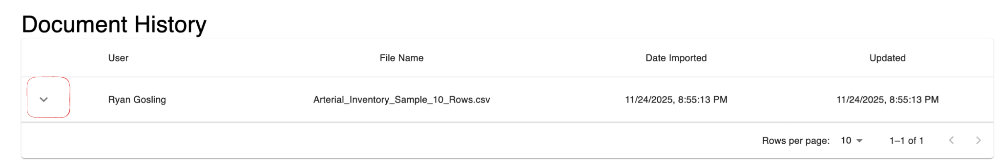 Document History
User File Name Date Imported Updated
Ryan Gosling Arterial_Inventory_Sample_10_Rows.csv 11/24/2025, 8:55:13 PM 11/24/2025, 8:55:13 PM
Rows per page: 10 1–1 of 1